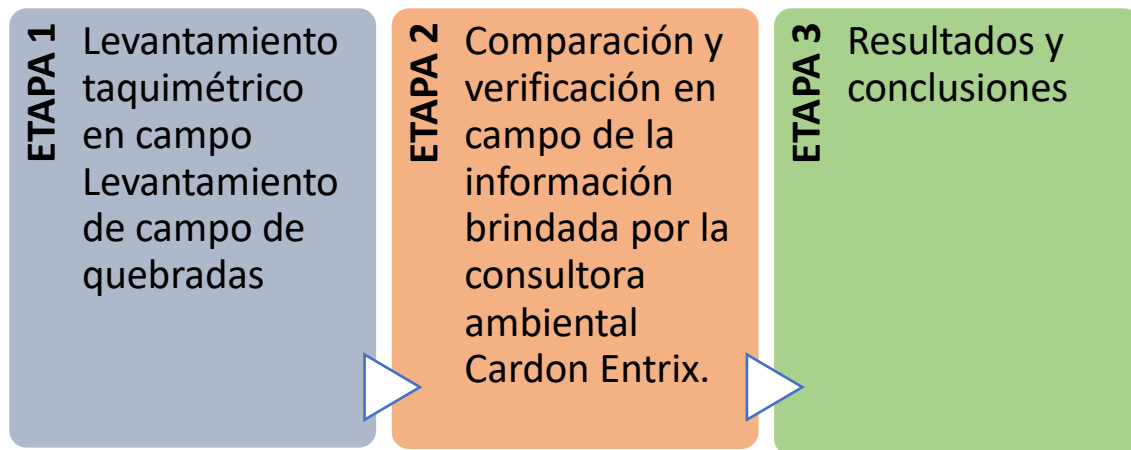 ETAPA 1
Levantamiento
taquimétrico
en campo
Levantamiento
de campo de
quebradas
ETAPA 2
Comparación y
verificación en
campo de la
información
brindada por la
consultora
ambiental
Cardon Entrix.
ETAPA 3
Resultados y
conclusiones